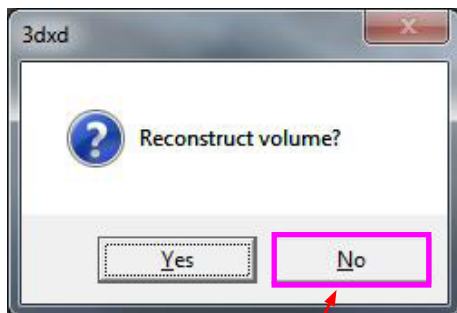 3dxd
Reconstruct volume?
Yes
No